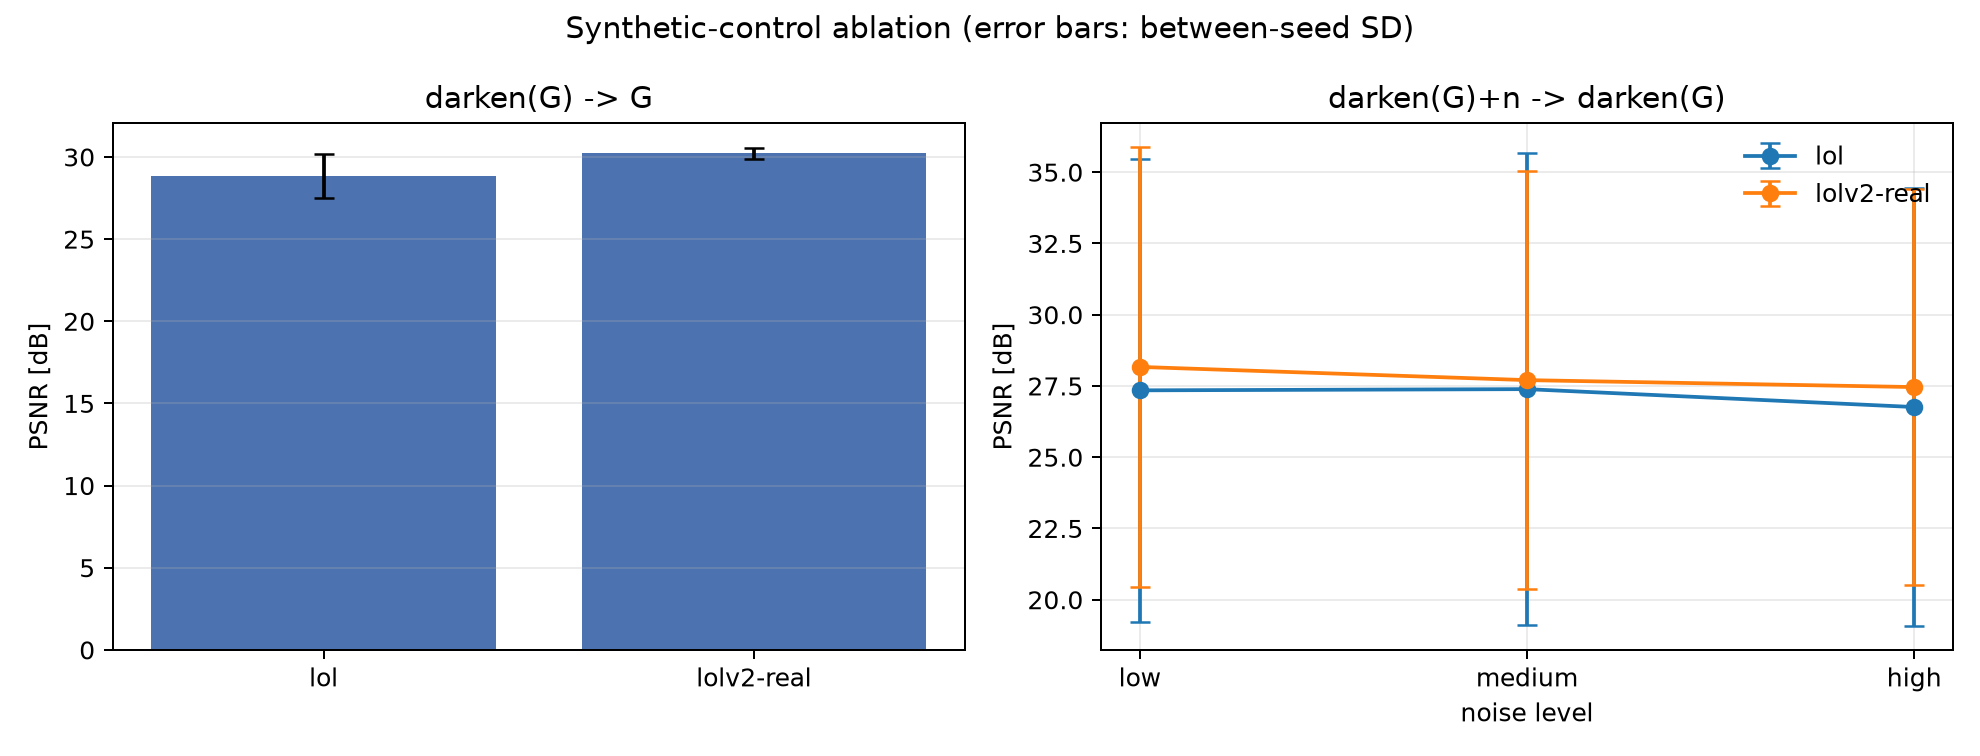 Synthetic-control ablation (error bars: between-seed SD)
darken(G) -> G
PSNR [dB]
30
25
20
15
10
5
0
lol
lolv2-real
darken(G)+n -> darken(G)
PSNR [dB]
35.0
32.5
30.0
27.5
25.0
22.5
20.0
lol
lolv2-real
low
medium
high
noise level